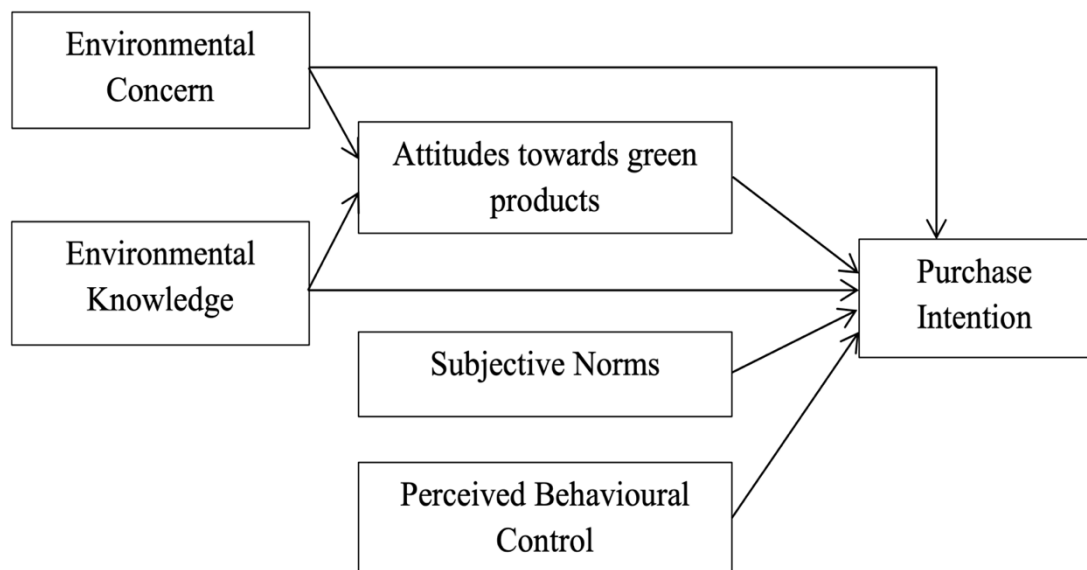 Environmental
Concern
Attitudes towards green
products
Environmental
Knowledge
Purchase
Intention
Subjective Norms
Perceived Behavioural
Control